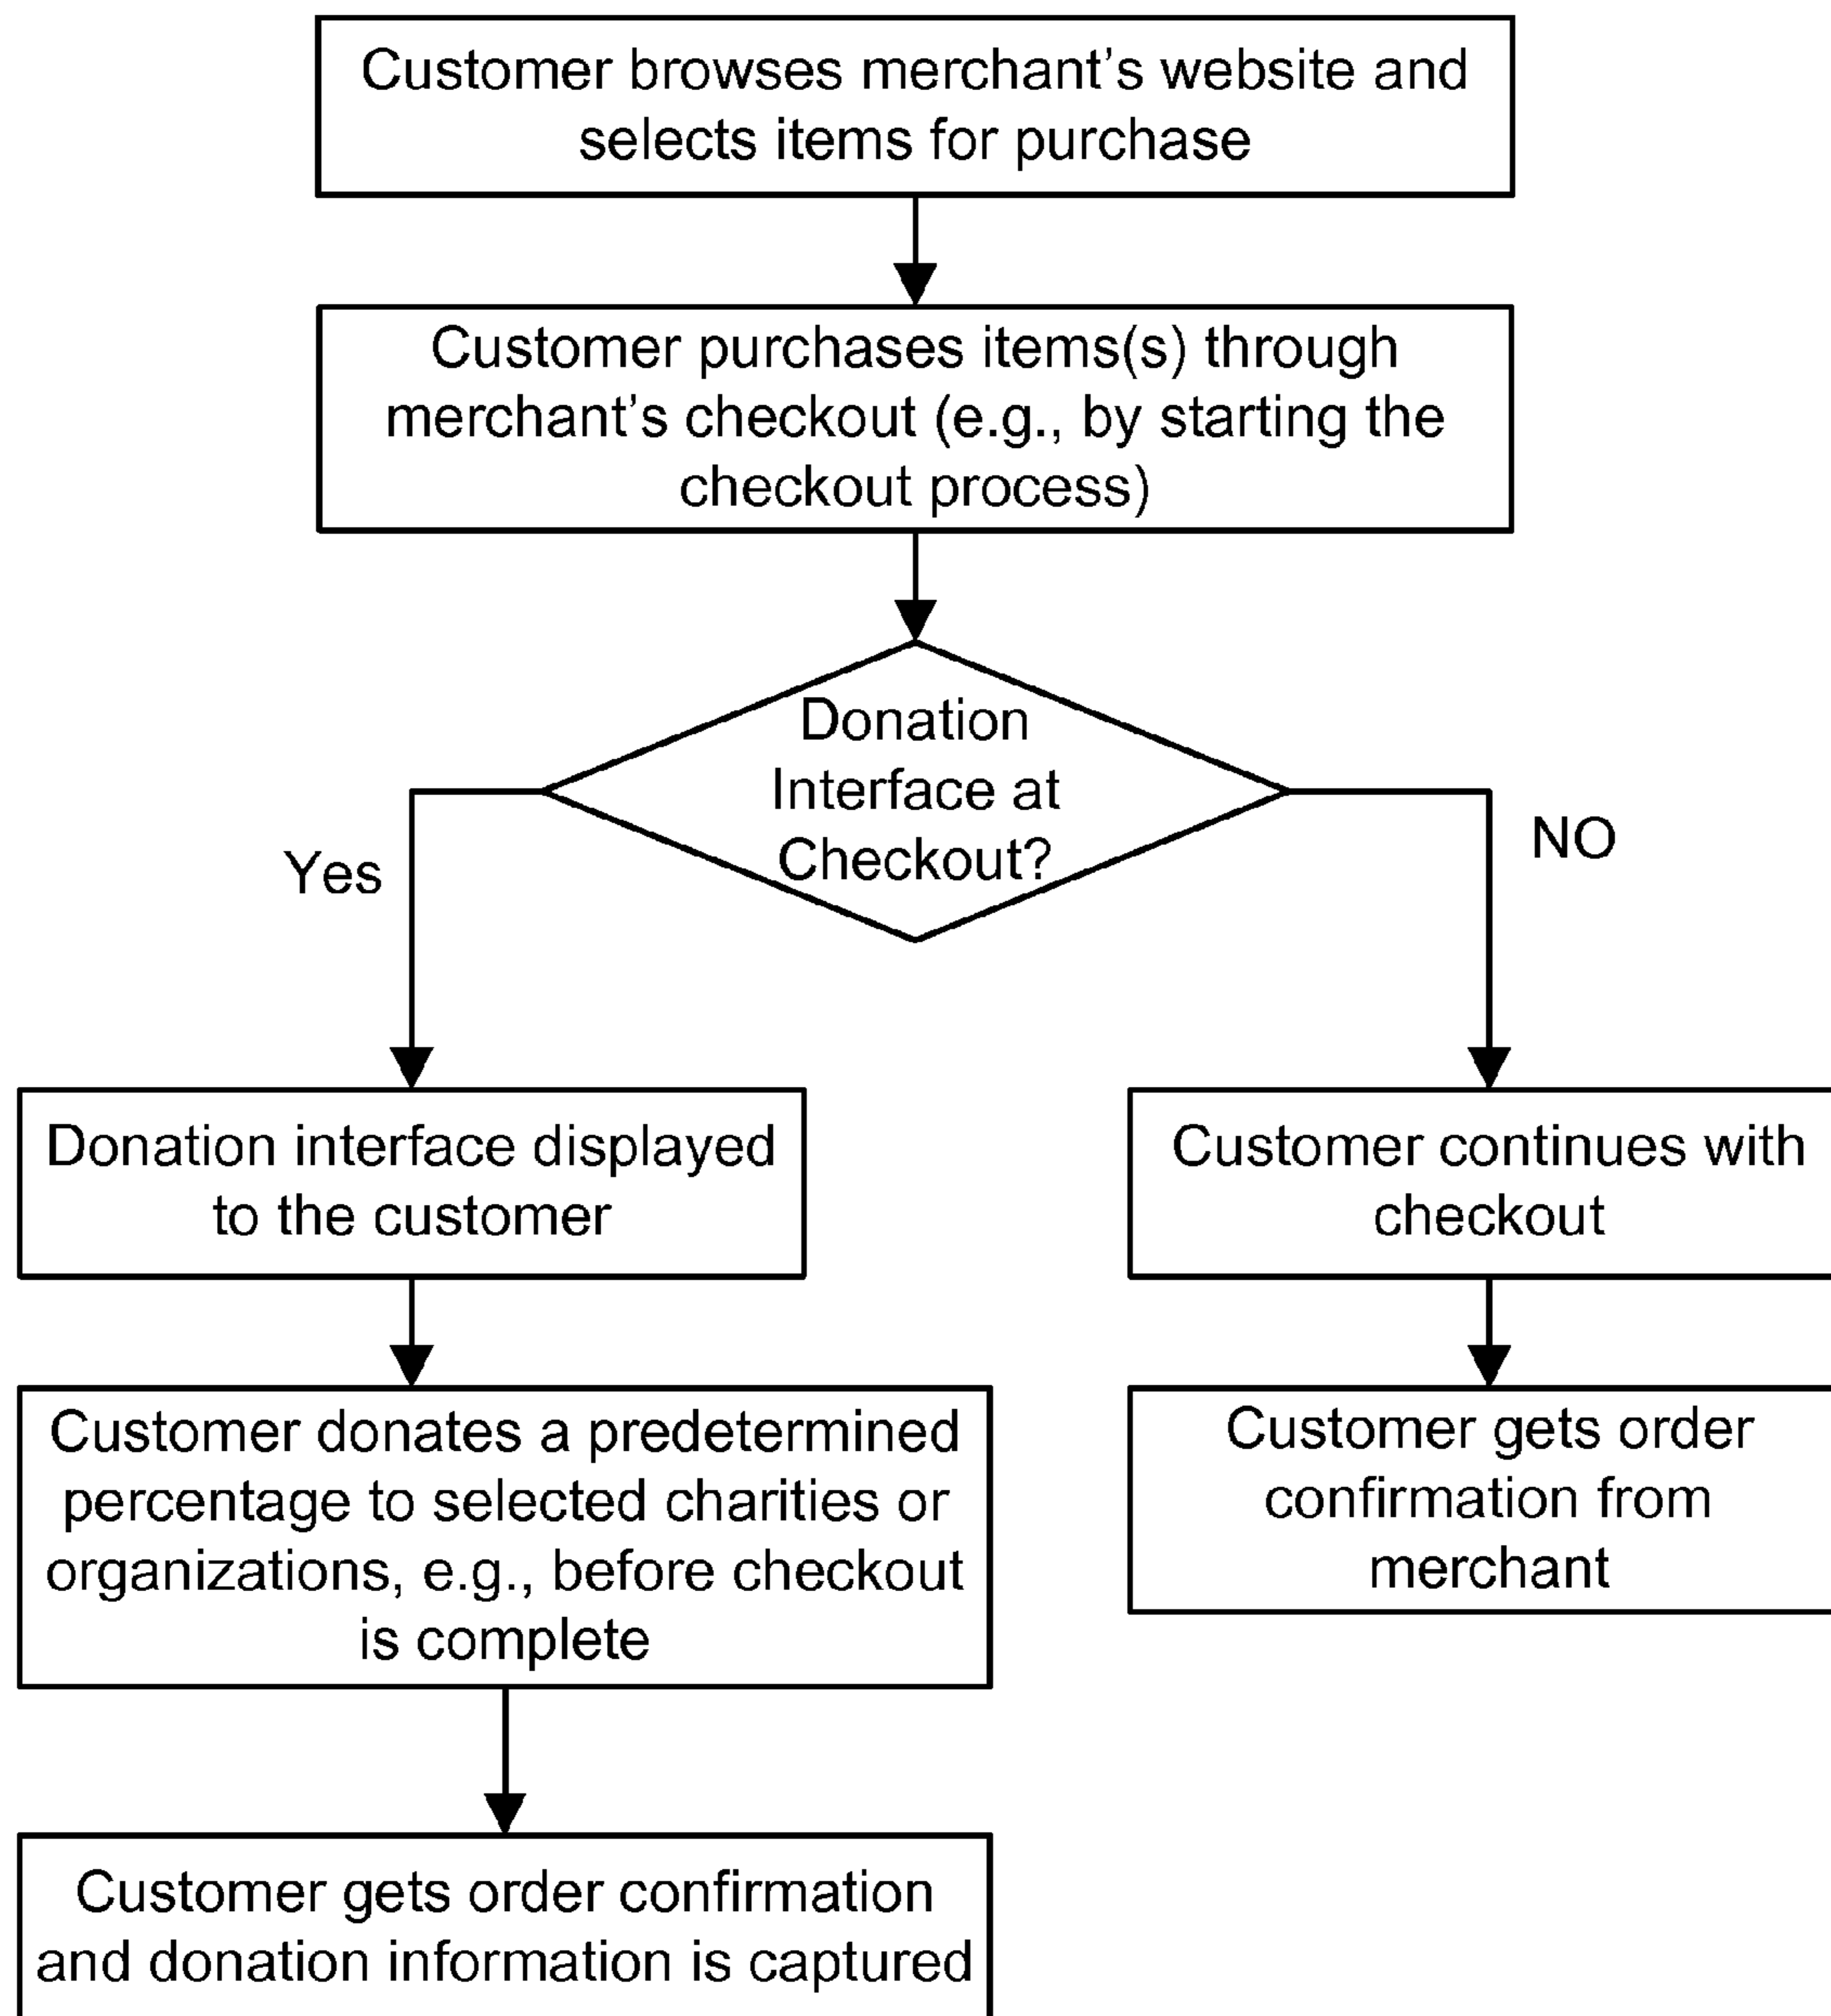 Customer browses merchant's website and
selects items for purchase
Customer purchases items(s) through
merchant's checkout (e.g., by starting the
checkout process)
Donation
Interface at
Checkout?
Yes
NO
Donation interface displayed
to the customer
Customer continues with
checkout
Customer donates a predetermined
percentage to selected charities or
organizations, e.g., before checkout
is complete
Customer gets order
confirmation from
merchant
Customer gets order confirmation
and donation information is captured